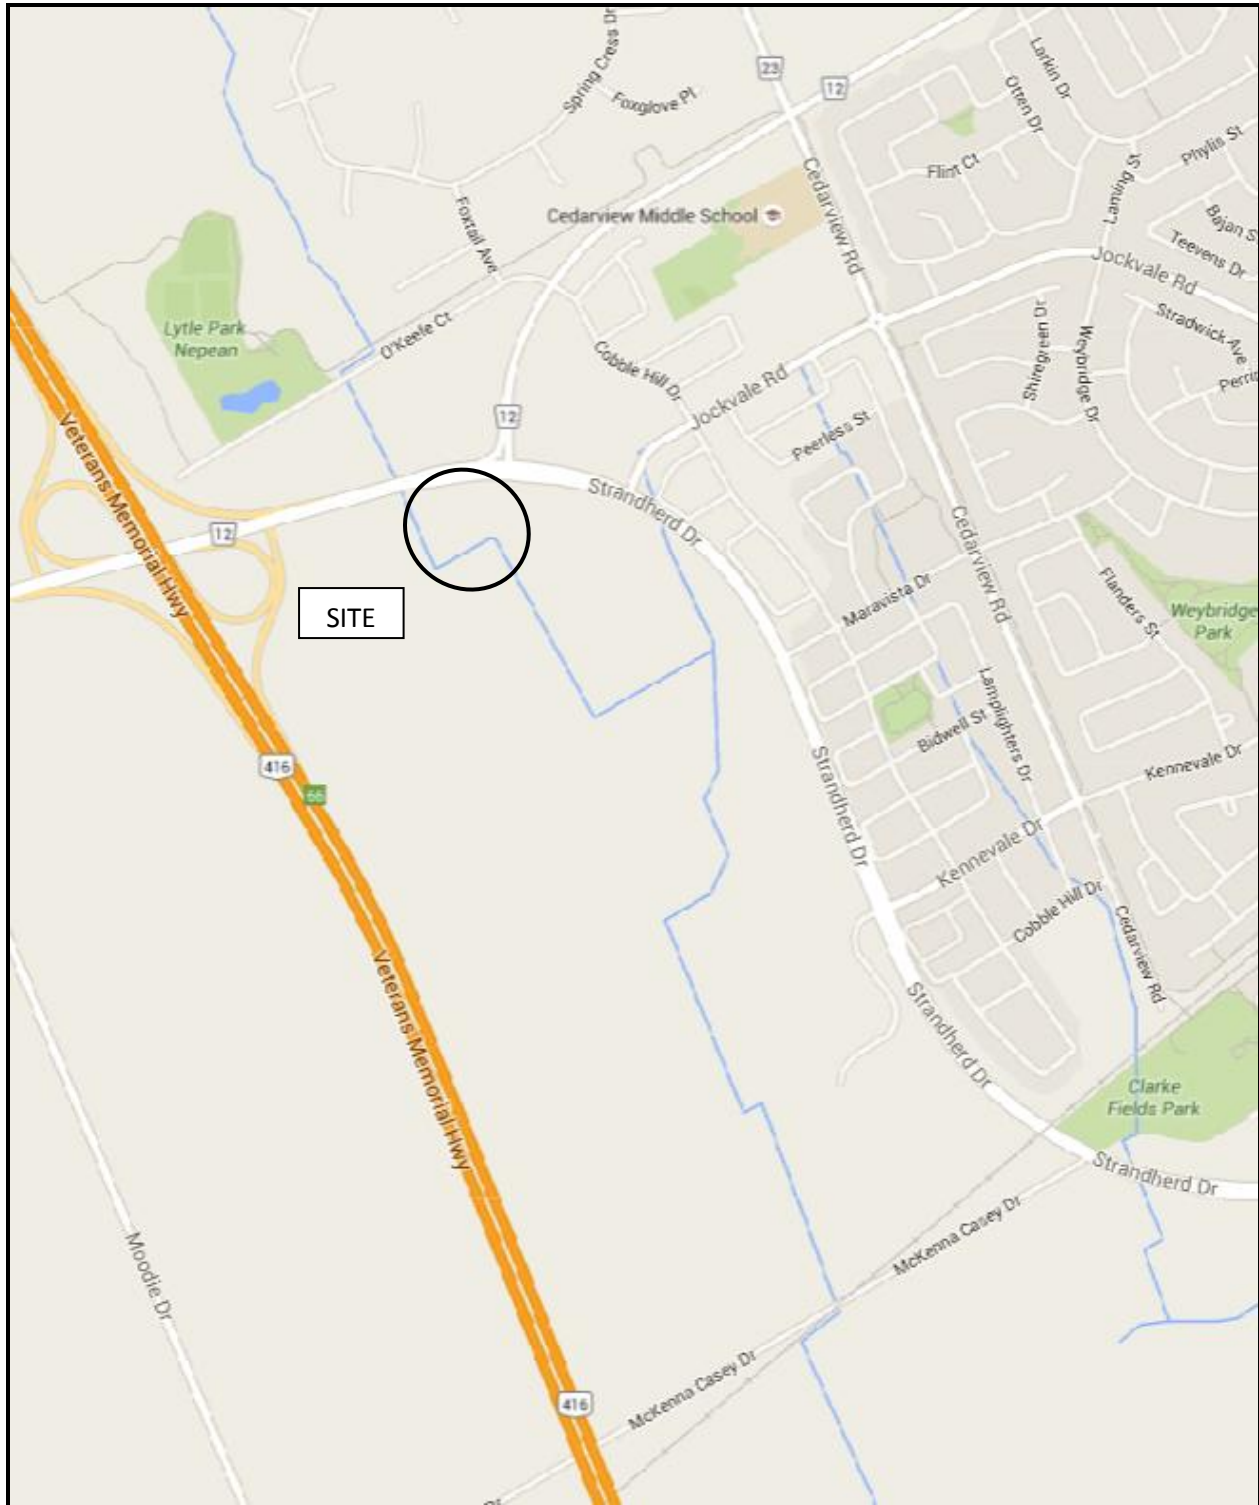 Spring Cress Dr
Foxglove Pl
23
12
Larkin Dr
Otten Dr
Phylis St
Flint Ct
Laming St
Cedarview Rd
Cedarview Middle School
Foxtail Ave
Bajan S
Teevens Dr
Jockvale Rd
Lytle Park
Nepean
O'Keefe Ct
Cobble Hill Dr
Shiregreen Dr
Weybridge Dr
Stradwick Ave
Perric
Jockvale Rd
12
Peerless St
Veterans Memorial Hwy
12
Strandherd Dr
Cedarview Rd
SITE
Maravista Dr
Flanders St
Weybridge
Park
Lamplighters Dr
Bidwell St
416
66
Strandherd Dr
Kennevale Dr
Kennevale Dr
Cobble Hill Dr
Cedarview Rd
Veterans Memorial Hwy
Strandherd Dr
Clarke
Fields Park
Strandherd Dr
McKenna Casey Dr
Moodie Dr
McKenna Casey Dr
416
Dr